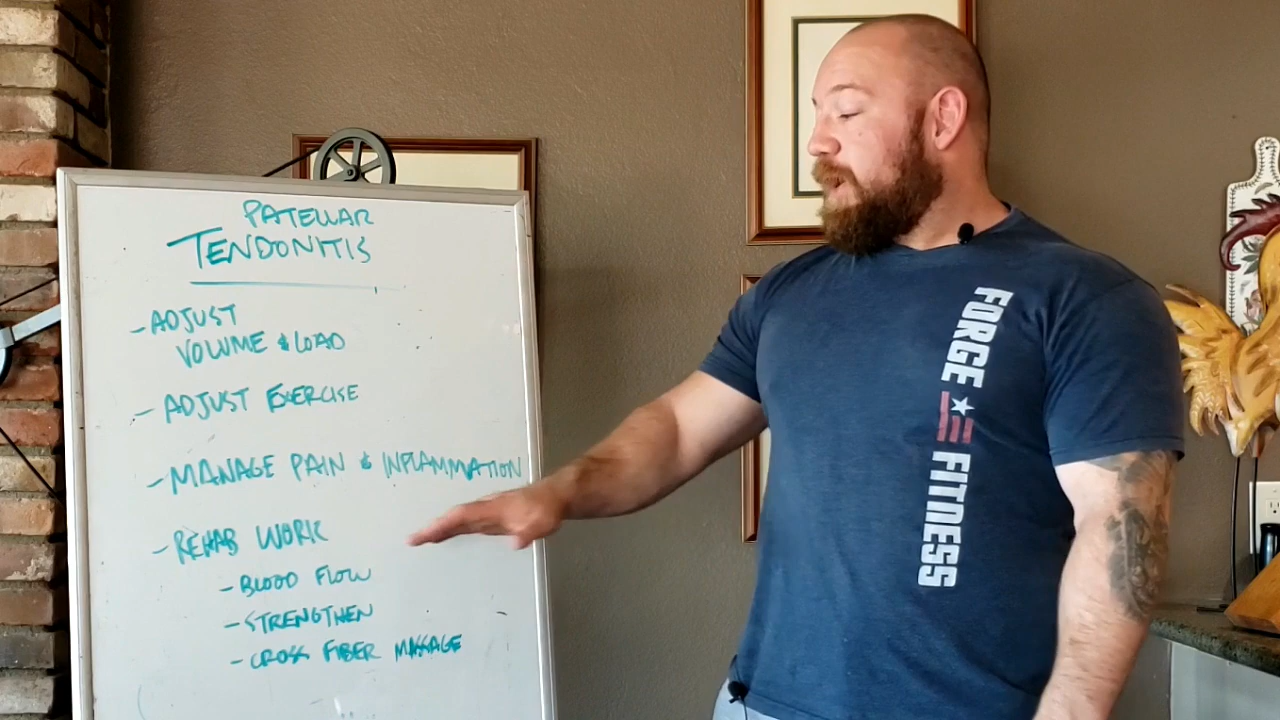 PATELLAR
TENDONITIS
- ADJUST
VOLUME & LOAD
- ADJUST EXERCISE
- MANAGE PAIN & INFLAMMATION
- REHAB WORK
- BLOOD FLOW
- STRENGTHEN
- CROSS FIBER MASSAGE
FORGE FITNESS